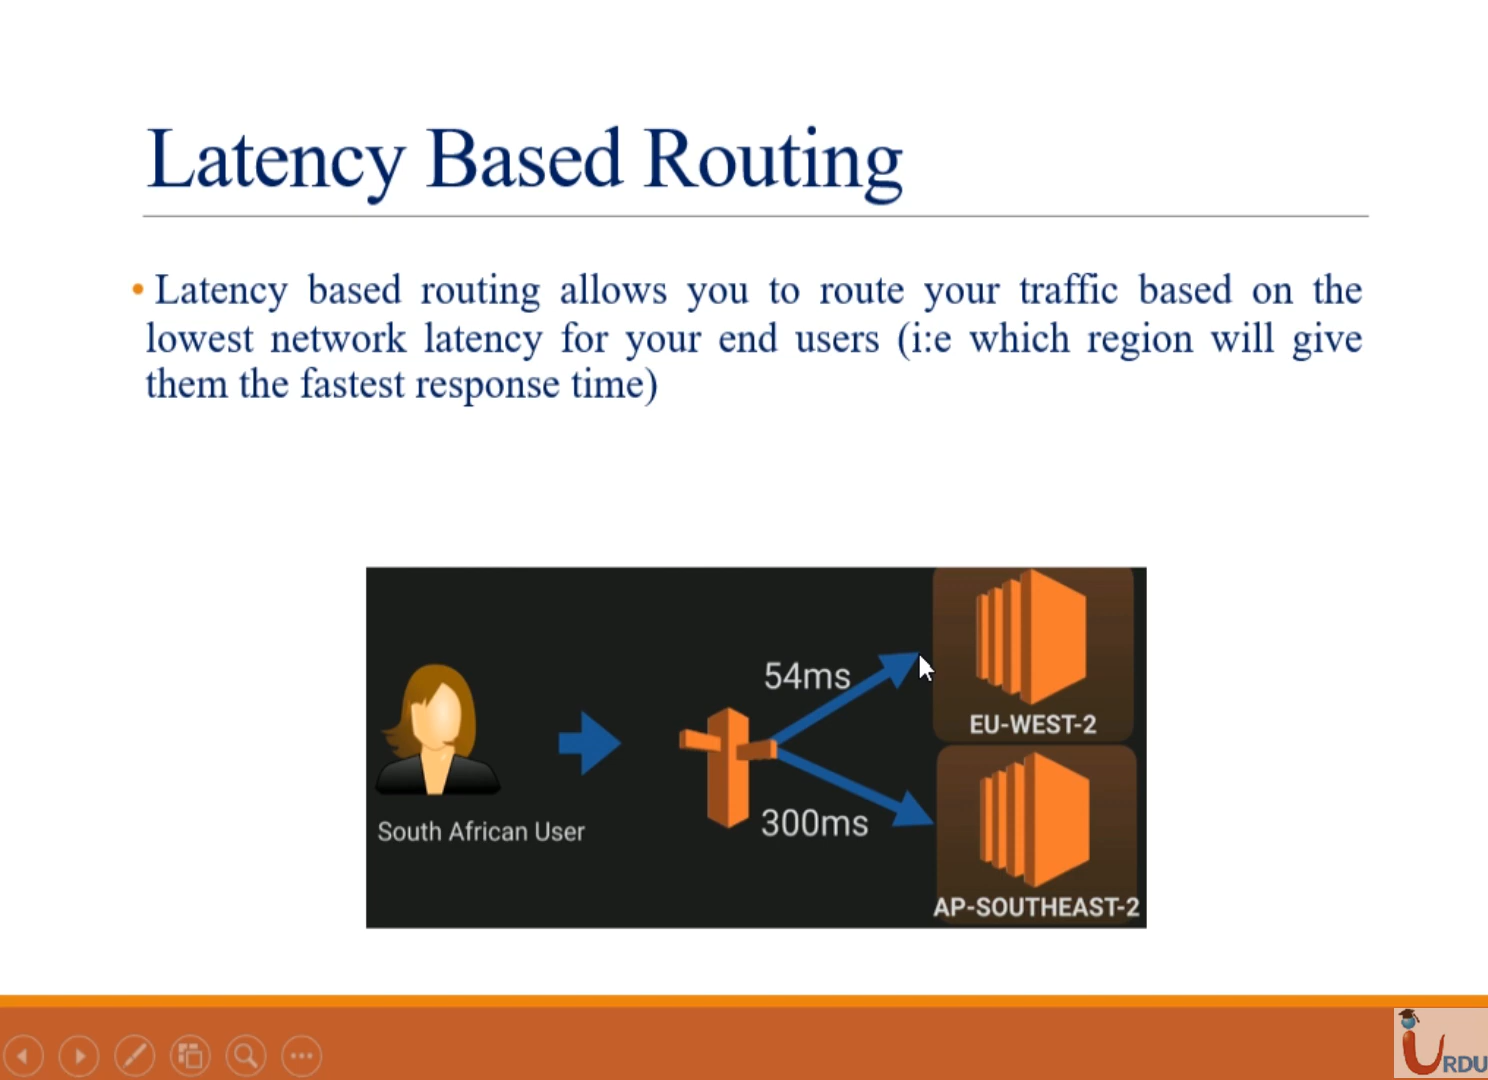 Latency Based Routing
• Latency based routing allows you to route your traffic based on the
lowest network latency for your end users (i:e which region will give
them the fastest response time)
54ms
EU-WEST-2
South African User
300ms
AP-SOUTHEAST-2
iURDU